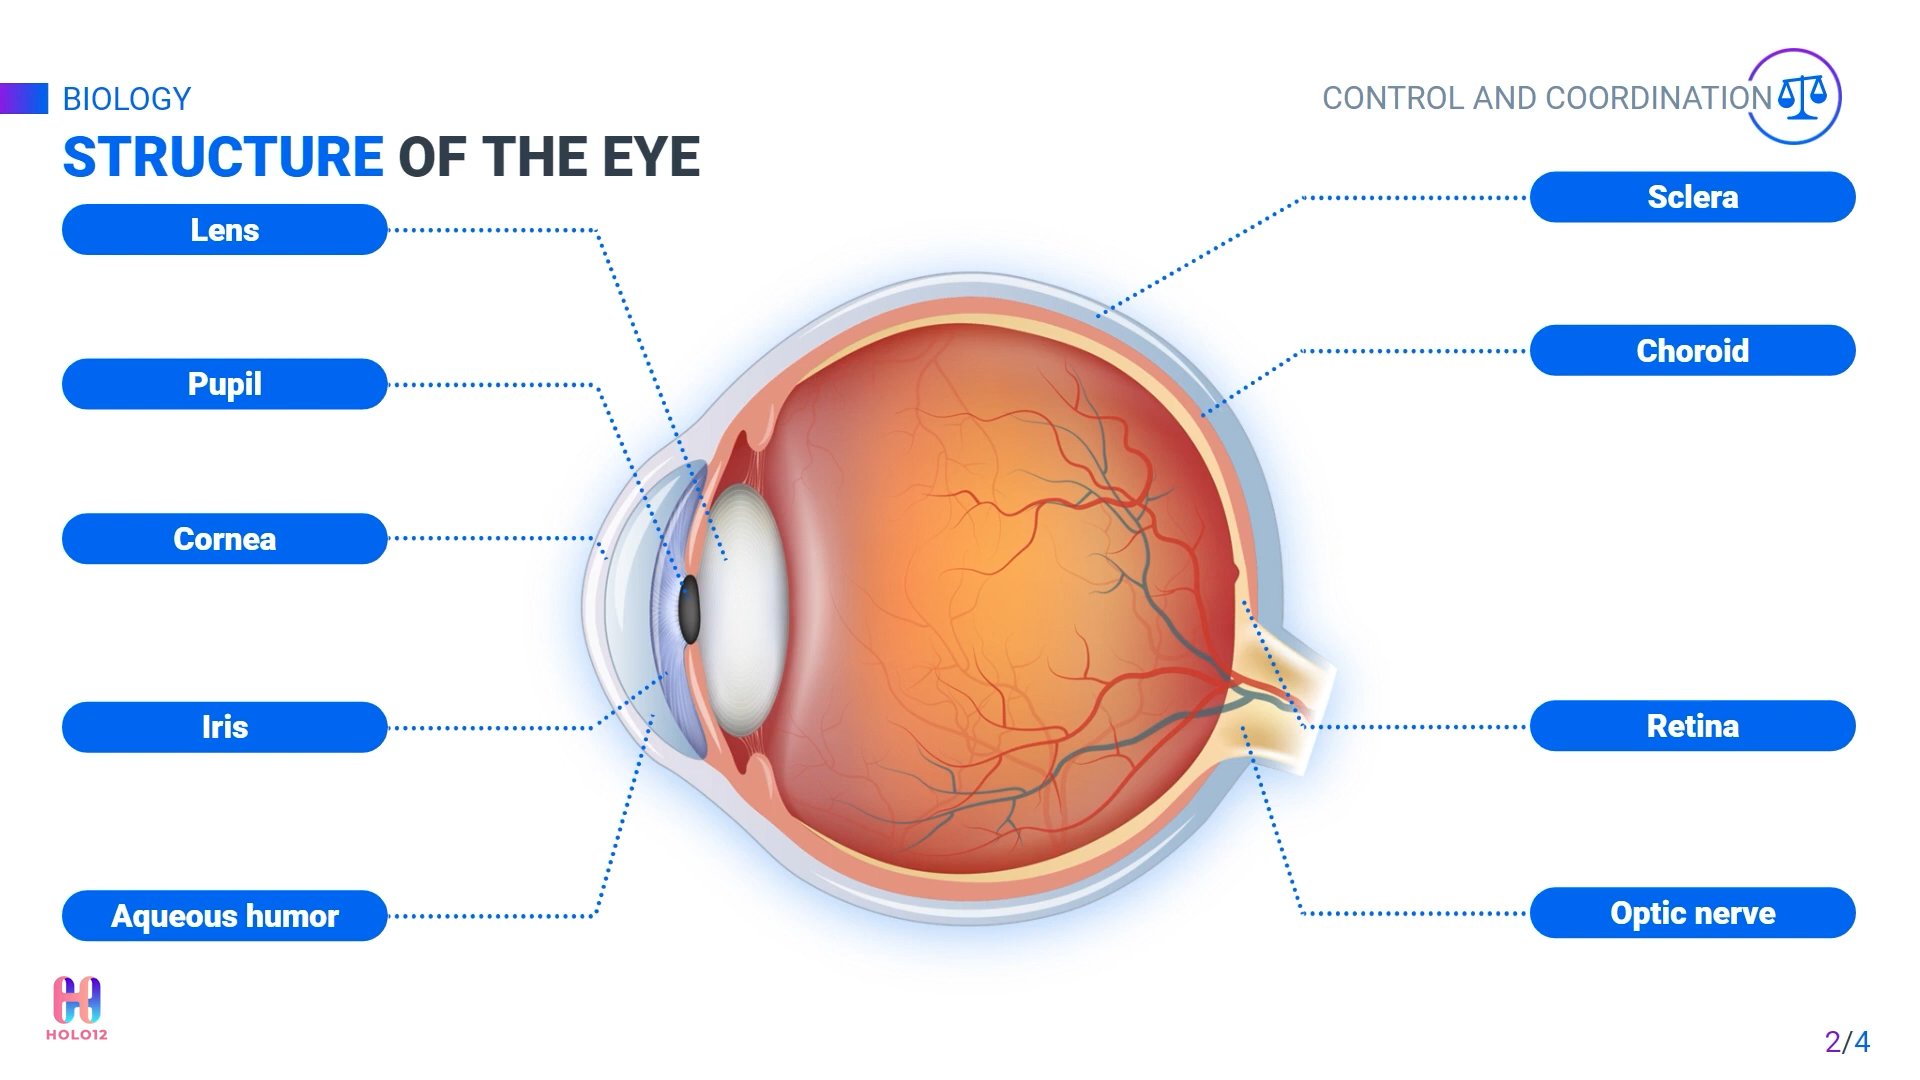 BIOLOGY
CONTROL AND COORDINATION
STRUCTURE OF THE EYE
Lens
Pupil
Cornea
Iris
Aqueous humor
Sclera
Choroid
Retina
Optic nerve
HOLO12
2/4